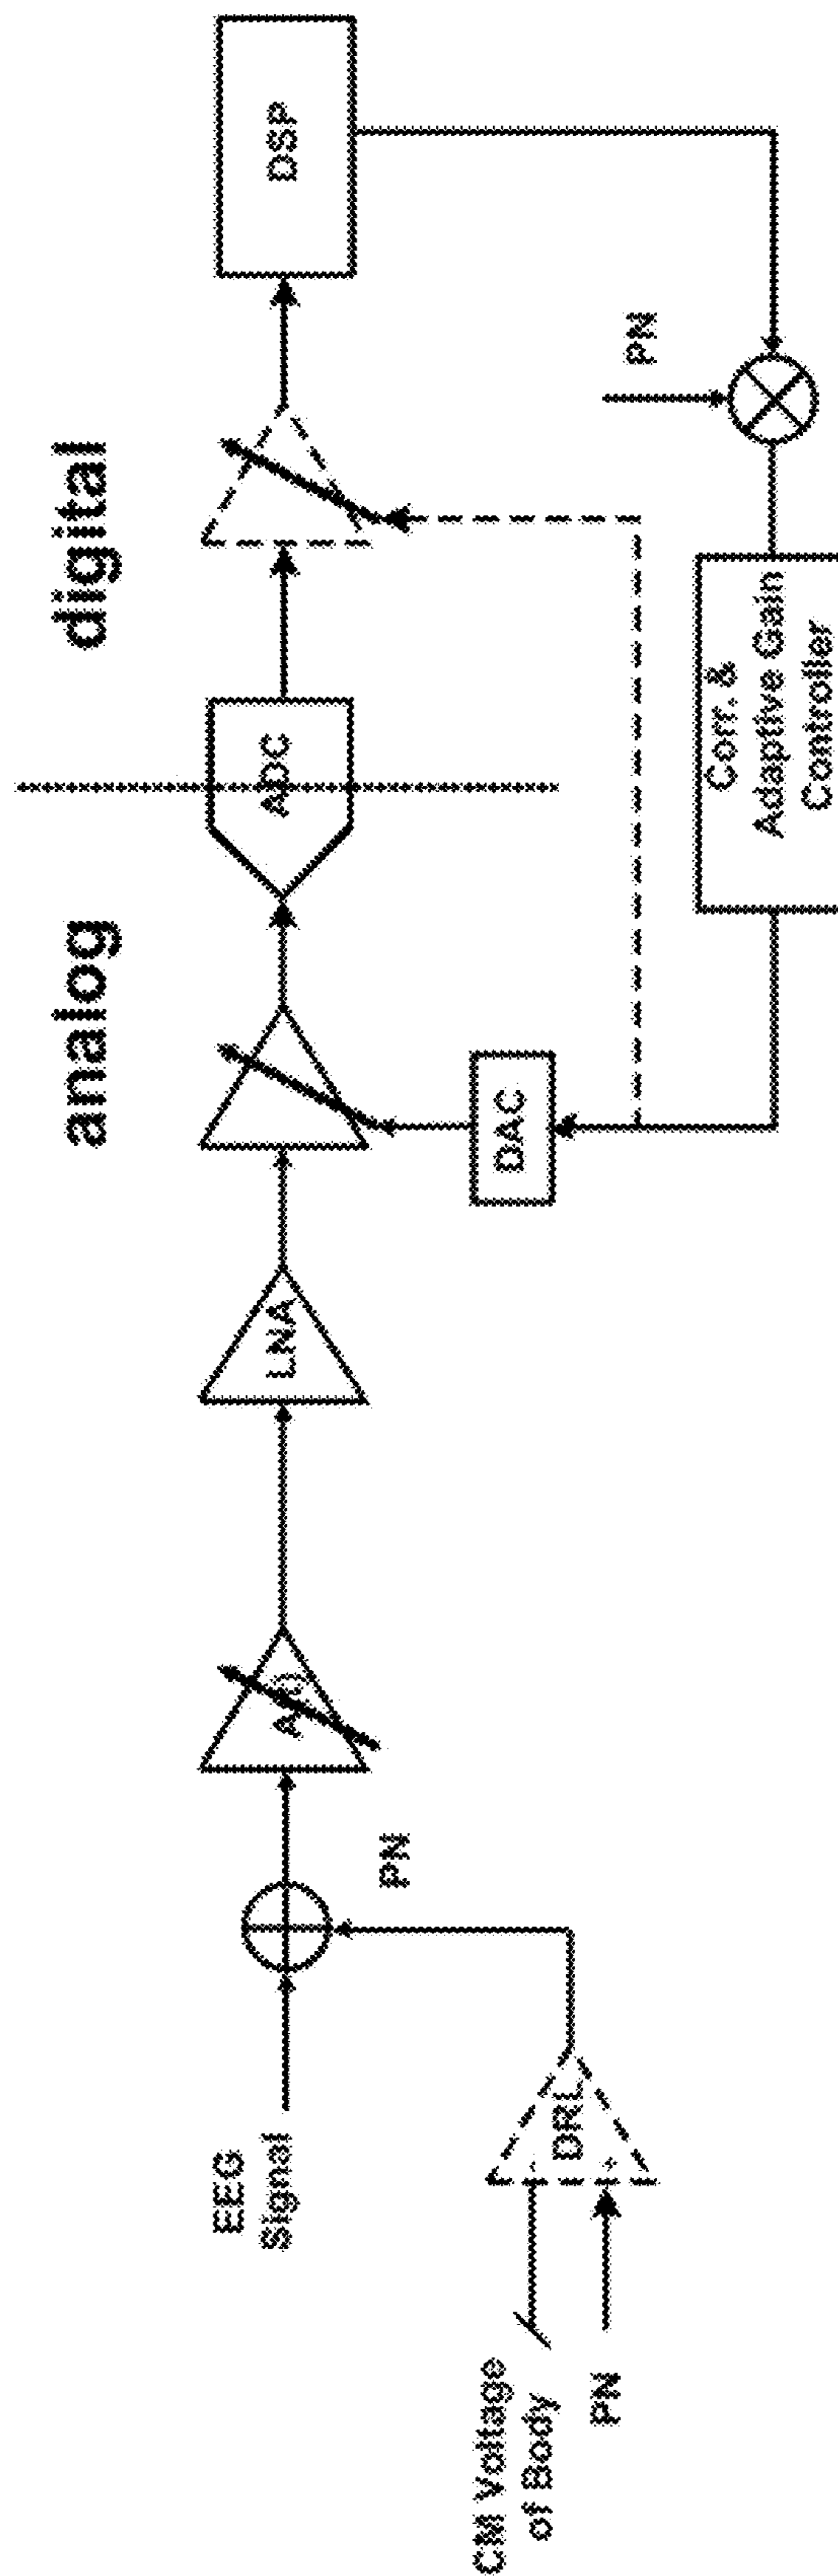 analog
digital
EEG
Signal
PN
LNA
ADC
DSP
DAC
PN
Corr. &
Adaptive Gain
Controller
DRL
CM Voltage
of Body
PN